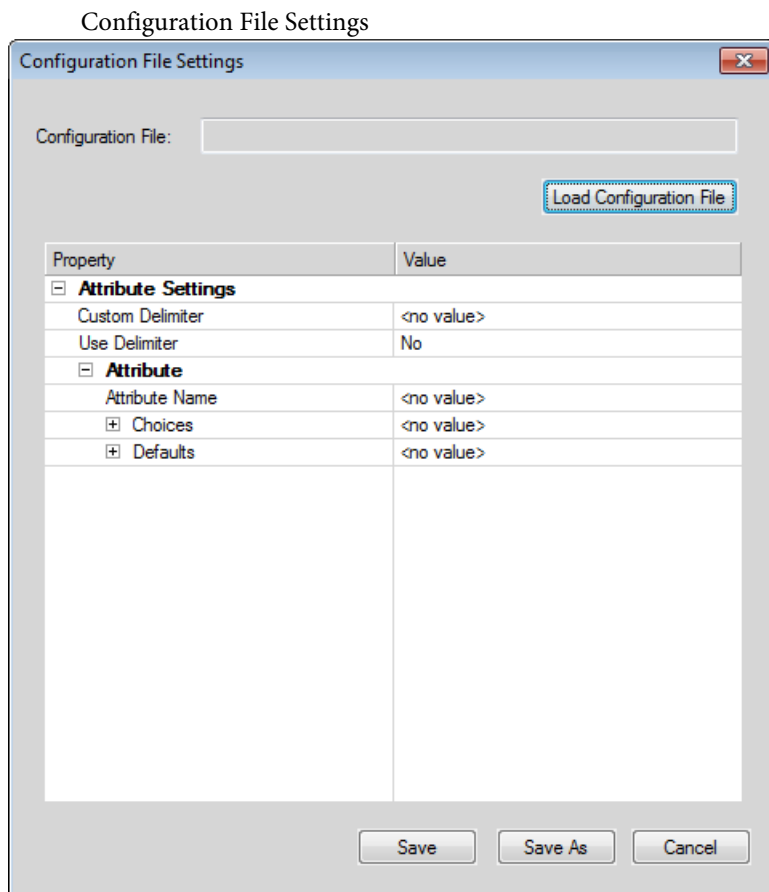 Configuration File Settings
Configuration File Settings
Configuration File:
Load Configuration File
Property Value
Attribute Settings
Custom Delimiter <no value>
Use Delimiter No
Attribute
Attribute Name <no value>
Choices <no value>
Defaults <no value>
Save Save As Cancel